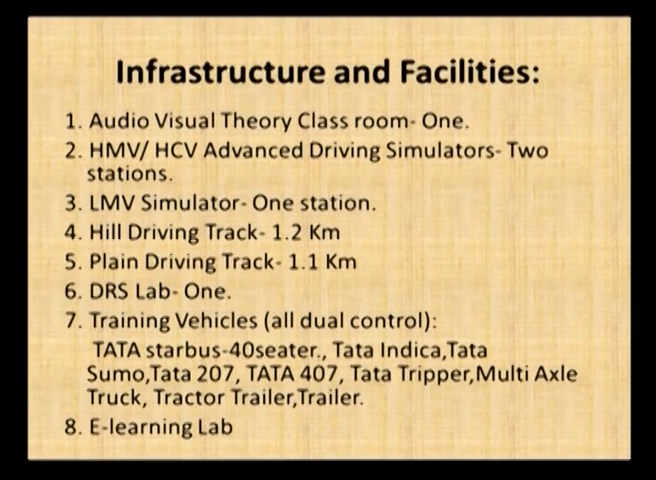 Infrastructure and Facilities:
1. Audio Visual Theory Class room- One.
2. HMV/ HCV Advanced Driving Simulators- Two
stations.
3. LMV Simulator- One station.
4. Hill Driving Track- 1.2 Km
5. Plain Driving Track- 1.1 Km
6. DRS Lab- One.
7. Training Vehicles (all dual control):
TATA starbus-40seater., Tata Indica,Tata
Sumo,Tata 207, TATA 407, Tata Tripper,Multi Axle
Truck, Tractor Trailer,Trailer.
8. E-learning Lab